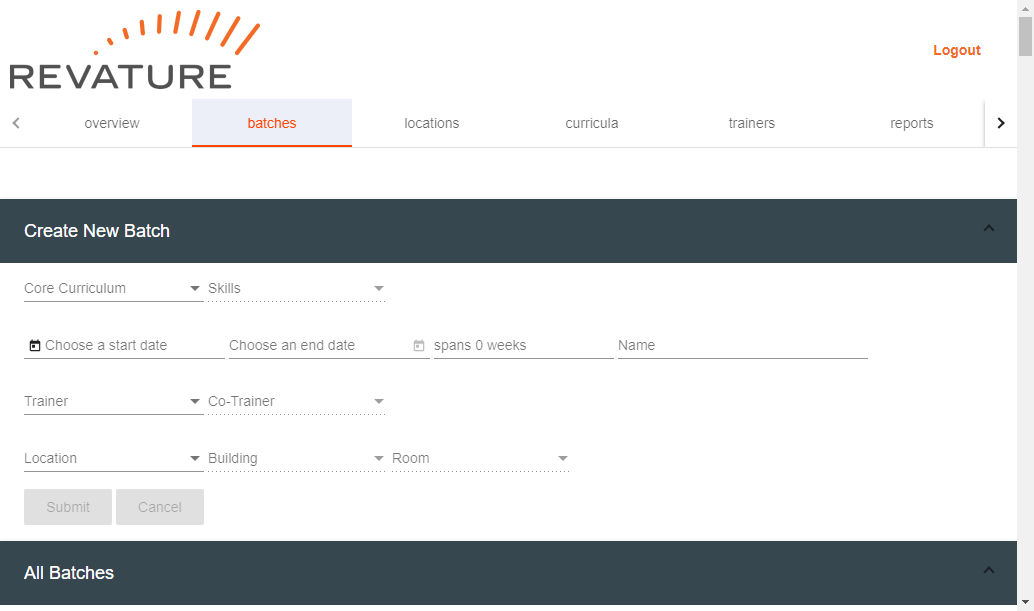 REVATURE
Logout
overview batches locations curricula trainers reports
Create New Batch
Core Curriculum Skills
Choose a start date Choose an end date spans 0 weeks Name
Trainer Co-Trainer
Location Building Room
Submit Cancel
All Batches